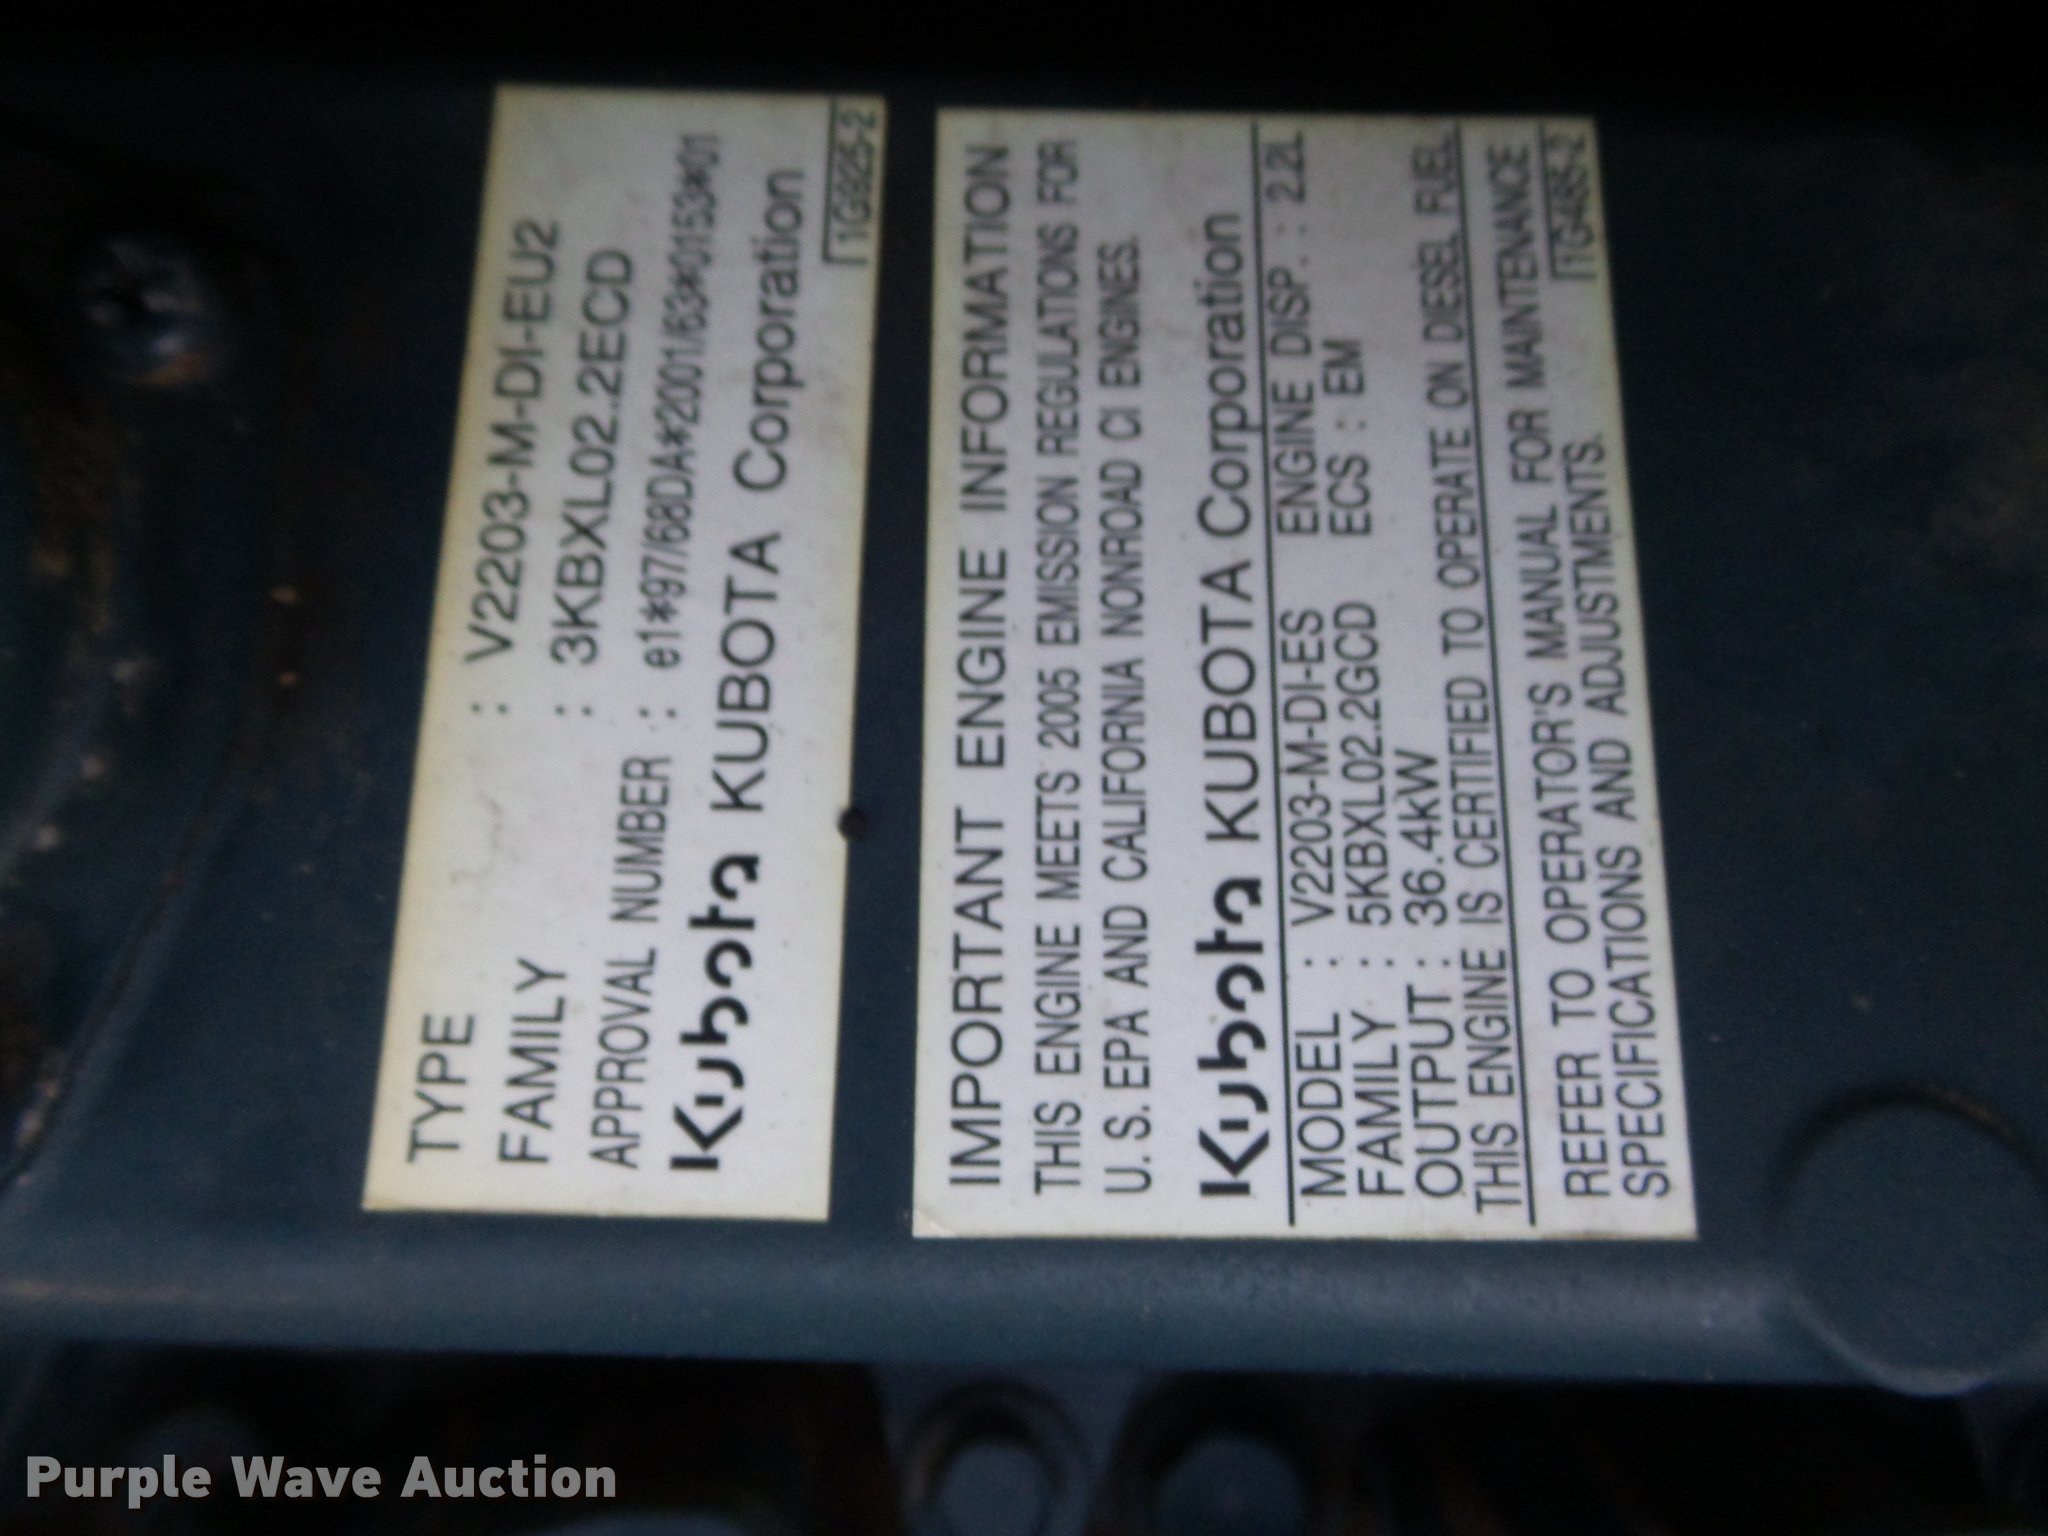 TYPE : V2203-M-DI-EU2
FAMILY : 3KBXL02.2ECD
APPROVAL NUMBER : e1*97/68DA*2001/63*0153*01
Kubota KUBOTA Corporation
1G925-2
IMPORTANT ENGINE INFORMATION
THIS ENGINE MEETS 2005 EMISSION REGULATIONS FOR
U.S. EPA AND CALIFORNIA NONROAD CI ENGINES.
Kubota KUBOTA Corporation
MODEL : V2203-M-DI-ES ENGINE DISP. : 2.2L
FAMILY : 5KBXL02.2GCD ECS : EM
OUTPUT : 36.4kW
THIS ENGINE IS CERTIFIED TO OPERATE ON DIESEL FUEL
REFER TO OPERATOR'S MANUAL FOR MAINTENANCE
SPECIFICATIONS AND ADJUSTMENTS.
Purple Wave Auction